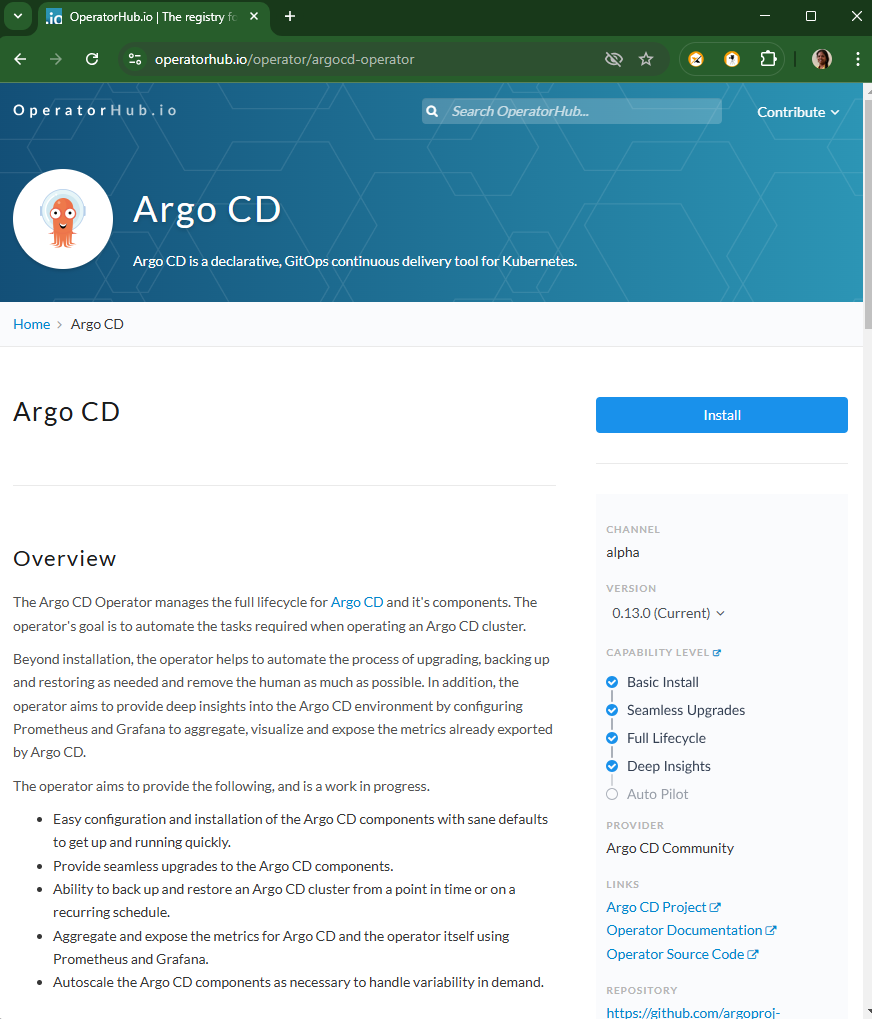 OperatorHub.io | The registry fo
operatorhub.io/operator/argocd-operator
OperatorHub.io
Search OperatorHub...
Contribute
Argo CD
Argo CD is a declarative, GitOps continuous delivery tool for Kubernetes.
Home > Argo CD
Argo CD
Install
Overview
The Argo CD Operator manages the full lifecycle for Argo CD and it's components. The
operator's goal is to automate the tasks required when operating an Argo CD cluster.
Beyond installation, the operator helps to automate the process of upgrading, backing up
and restoring as needed and remove the human as much as possible. In addition, the
operator aims to provide deep insights into the Argo CD environment by configuring
Prometheus and Grafana to aggregate, visualize and expose the metrics already exported
by Argo CD.
The operator aims to provide the following, and is a work in progress.
• Easy configuration and installation of the Argo CD components with sane defaults
to get up and running quickly.
• Provide seamless upgrades to the Argo CD components.
• Ability to back up and restore an Argo CD cluster from a point in time or on a
recurring schedule.
• Aggregate and expose the metrics for Argo CD and the operator itself using
Prometheus and Grafana.
• Autoscale the Argo CD components as necessary to handle variability in demand.
CHANNEL
alpha
VERSION
0.13.0 (Current)
CAPABILITY LEVEL
Basic Install
Seamless Upgrades
Full Lifecycle
Deep Insights
Auto Pilot
PROVIDER
Argo CD Community
LINKS
Argo CD Project
Operator Documentation
Operator Source Code
REPOSITORY
https://github.com/argoproj-